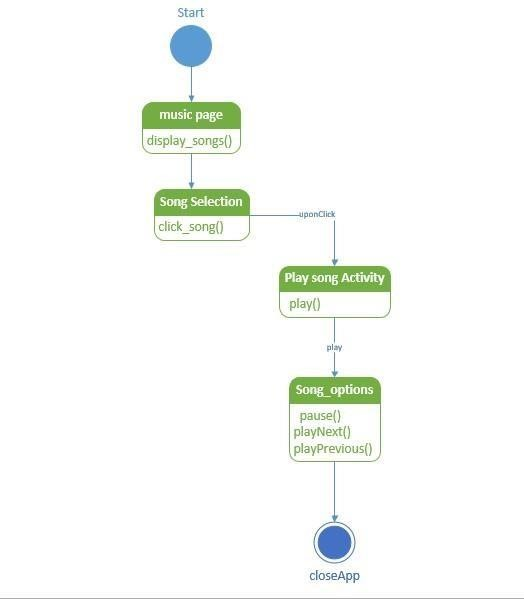 Start
music page
display_songs()
Song Selection
click_song()
uponClick
Play song Activity
play()
play
Song_options
pause()
playNext()
playPrevious()
closeApp